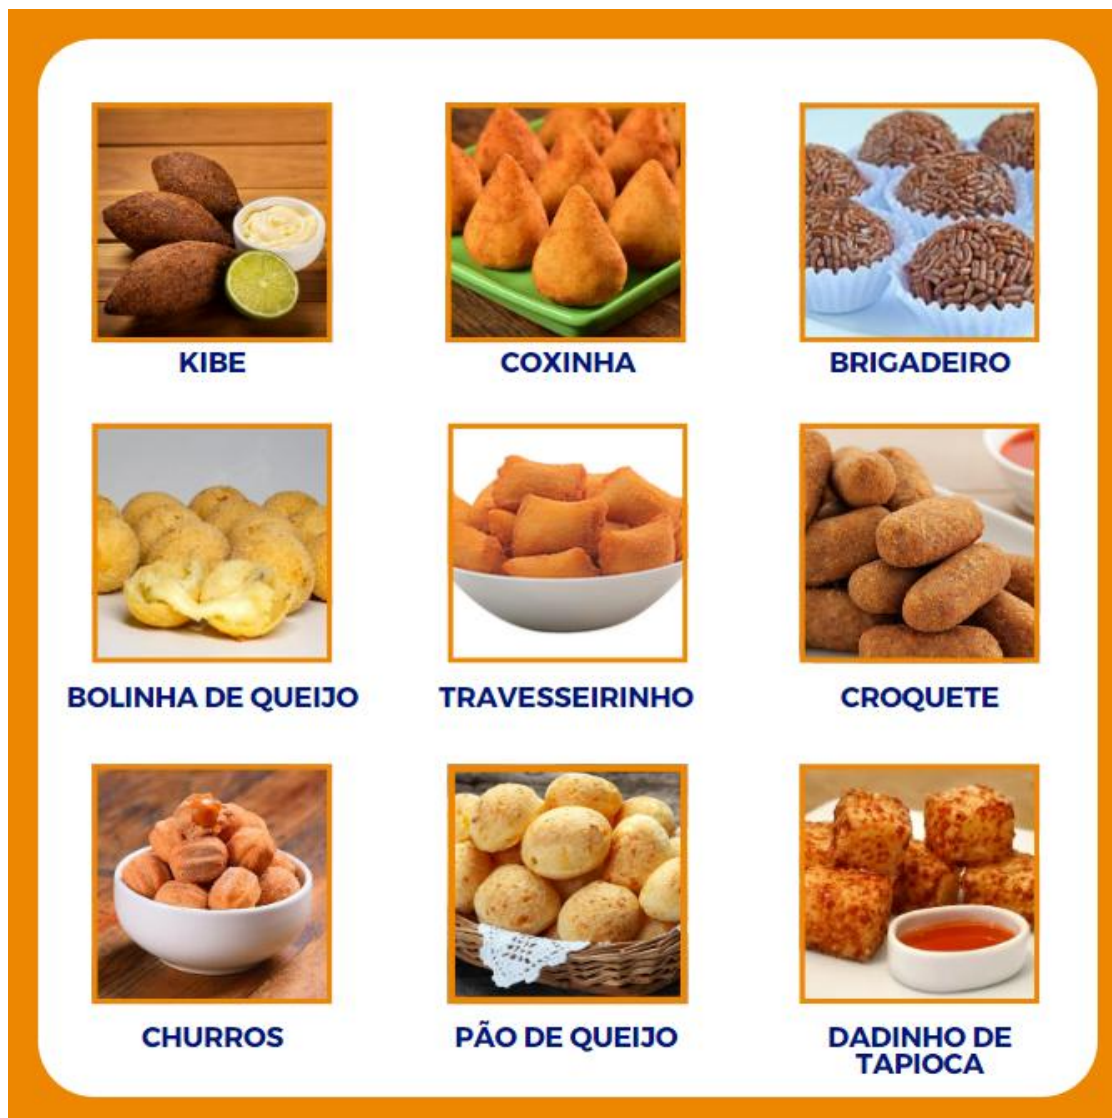 KIBE
COXINHA
BRIGADEIRO
BOLINHA DE QUEIJO
TRAVESSEIRINHO
CROQUETE
CHURROS
PÃO DE QUEIJO
DADINHO DE
TAPIOCA